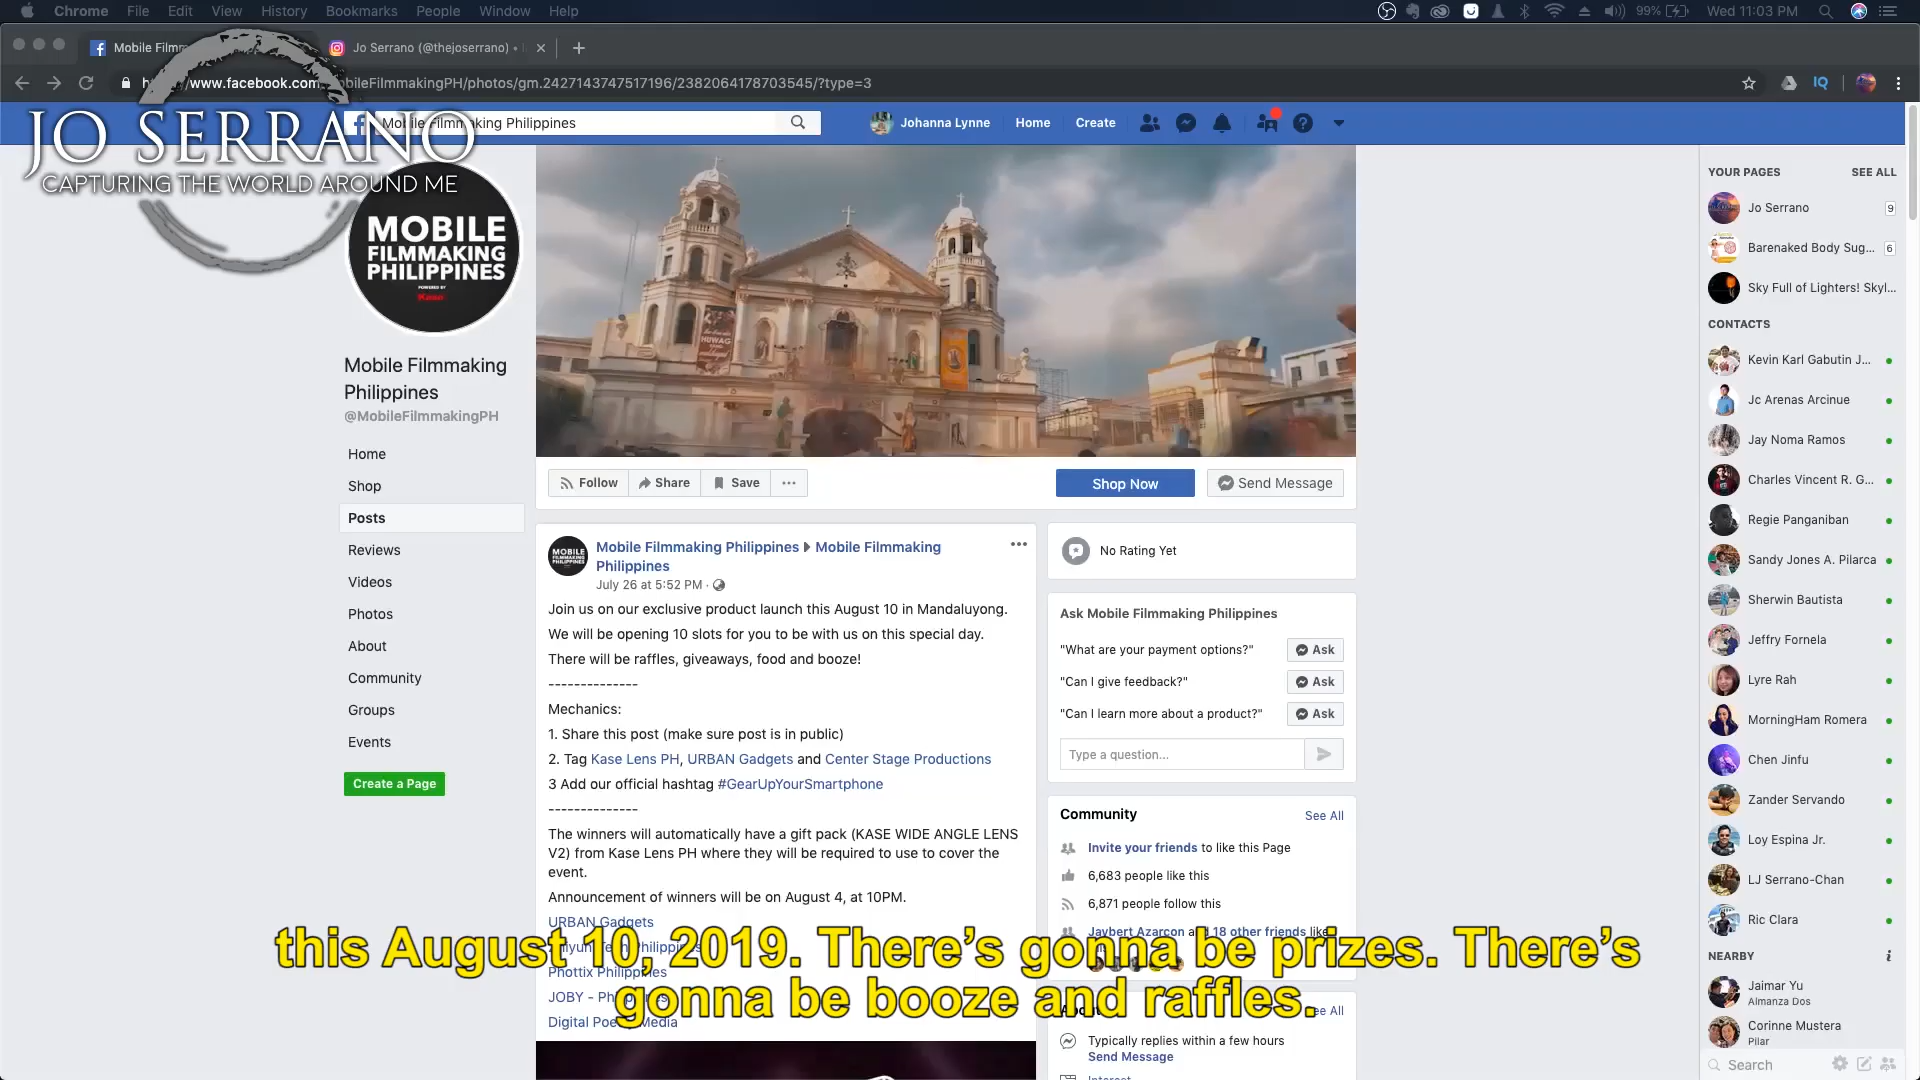 Chrome File Edit View History Bookmarks People Window Help
99% Wed 11:03 PM
Mobile Film
Jo Serrano (@thejoserrano) •
www.facebook.com
obileFilmmakingPH/photos/gm.2427143747517196/2382064178703545/?type=3
IQ
JO SERRANO
CAPTURING THE WORLD AROUND ME
Mobile Filmmaking Philippines
Johanna Lynne Home Create
MOBILE
FILMMAKING
PHILIPPINES
POWERED BY
HUWAG
Mobile Filmmaking
Philippines
@MobileFilmmakingPH
Home
Shop
Posts
Reviews
Videos
Photos
About
Community
Groups
Events
Create a Page
Follow Share Save ...
Shop Now Send Message
MOBILE
FILMMAKING
PHILIPPINES
Mobile Filmmaking Philippines Mobile Filmmaking
Philippines
July 26 at 5:52 PM ·
Join us on our exclusive product launch this August 10 in Mandaluyong.
We will be opening 10 slots for you to be with us on this special day.
There will be raffles, giveaways, food and booze!
--------------
Mechanics:
1. Share this post (make sure post is in public)
2. Tag Kase Lens PH, URBAN Gadgets and Center Stage Productions
3 Add our official hashtag #GearUpYourSmartphone
--------------
The winners will automatically have a gift pack (KASE WIDE ANGLE LENS
V2) from Kase Lens PH where they will be required to use to cover the
event.
Announcement of winners will be on August 4, at 10PM.
URBAN Gadgets
Phottix Philippines
JOBY - Philippines
Digital Media
No Rating Yet
Ask Mobile Filmmaking Philippines
"What are your payment options?" Ask
"Can I give feedback?" Ask
"Can I learn more about a product?" Ask
Type a question...
Community See All
Invite your friends to like this Page
6,683 people like this
6,871 people follow this
Jaybert Azarcon and 18 other friends like
About See All
Typically replies within a few hours
Send Message
Interest
YOUR PAGES SEE ALL
Jo Serrano 9
Barenaked Body Sug... 6
Sky Full of Lighters! Skyl...
CONTACTS
Kevin Karl Gabutin J...
Jc Arenas Arcinue
Jay Noma Ramos
Charles Vincent R. G...
Regie Panganiban
Sandy Jones A. Pilarca
Sherwin Bautista
Jeffry Fornela
Lyre Rah
MorningHam Romera
Chen Jinfu
Zander Servando
Loy Espina Jr.
LJ Serrano-Chan
Ric Clara
NEARBY
Jaimar Yu
Almanza Dos
Corinne Mustera
Pilar
Search
this August 10, 2019. There's gonna be prizes. There's
gonna be booze and raffles.